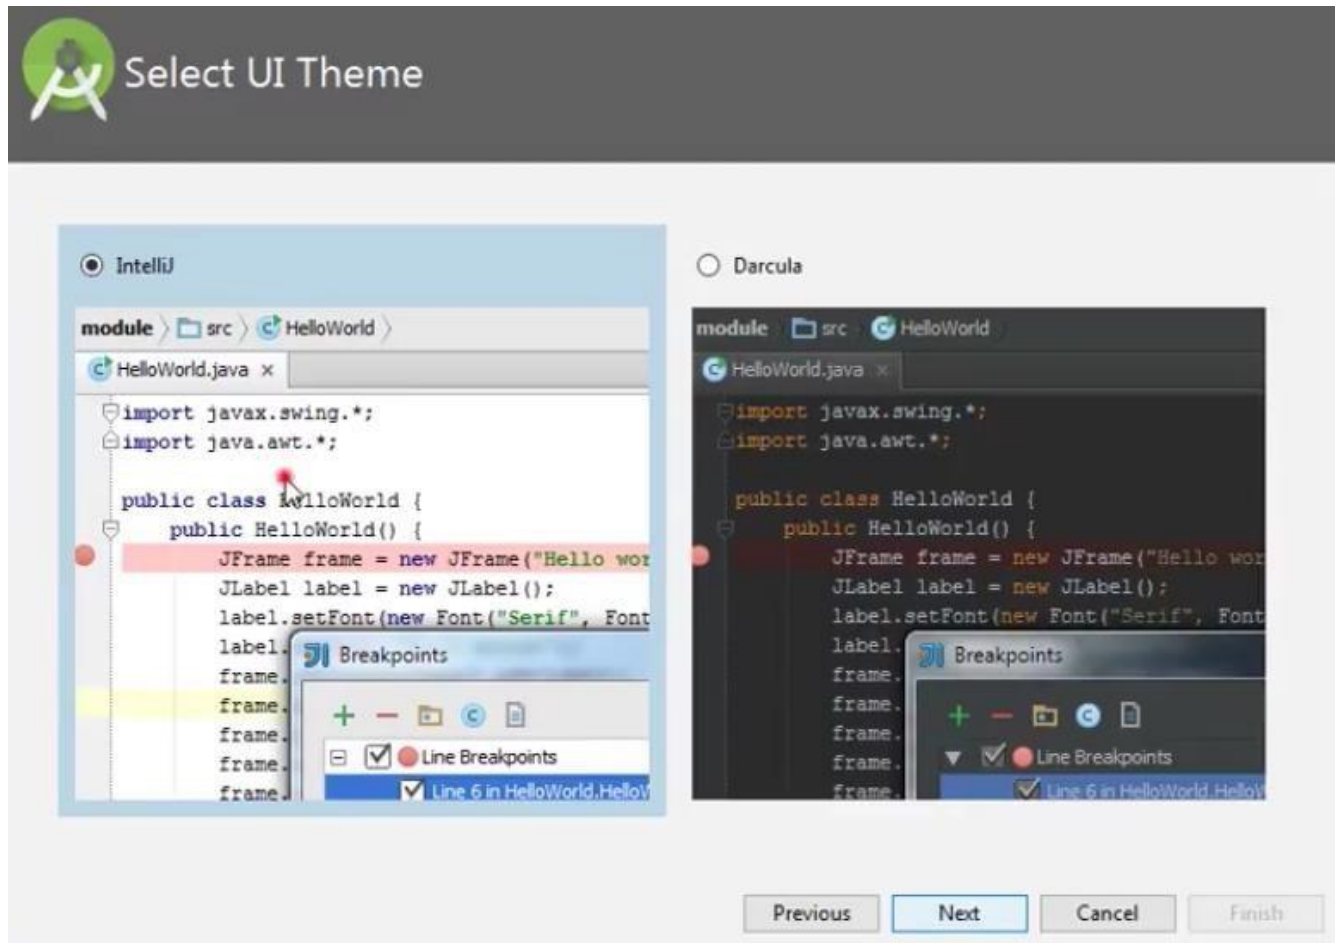 Select UI Theme
IntelliJ
module src HelloWorld
HelloWorld.java ×
import javax.swing.*;
import java.awt.*;
public class HelloWorld {
public HelloWorld() {
JFrame frame = new JFrame("Hello wor
JLabel label = new JLabel();
label.setFont(new Font("Serif", Font
label.
frame.
frame.
frame.
frame.
frame.
Breakpoints
Line Breakpoints
Line 6 in HelloWorld.HelloW
Darcula
module src HelloWorld
HelloWorld.java ×
import javax.swing.*;
import java.awt.*;
public class HelloWorld {
public HelloWorld() {
JFrame frame = new JFrame("Hello wor
JLabel label = new JLabel();
label.setFont(new Font("Serif", Font
label.
frame.
frame.
frame.
frame.
frame.
Breakpoints
Line Breakpoints
Line 6 in HelloWorld.HelloW
Previous Next Cancel Finish